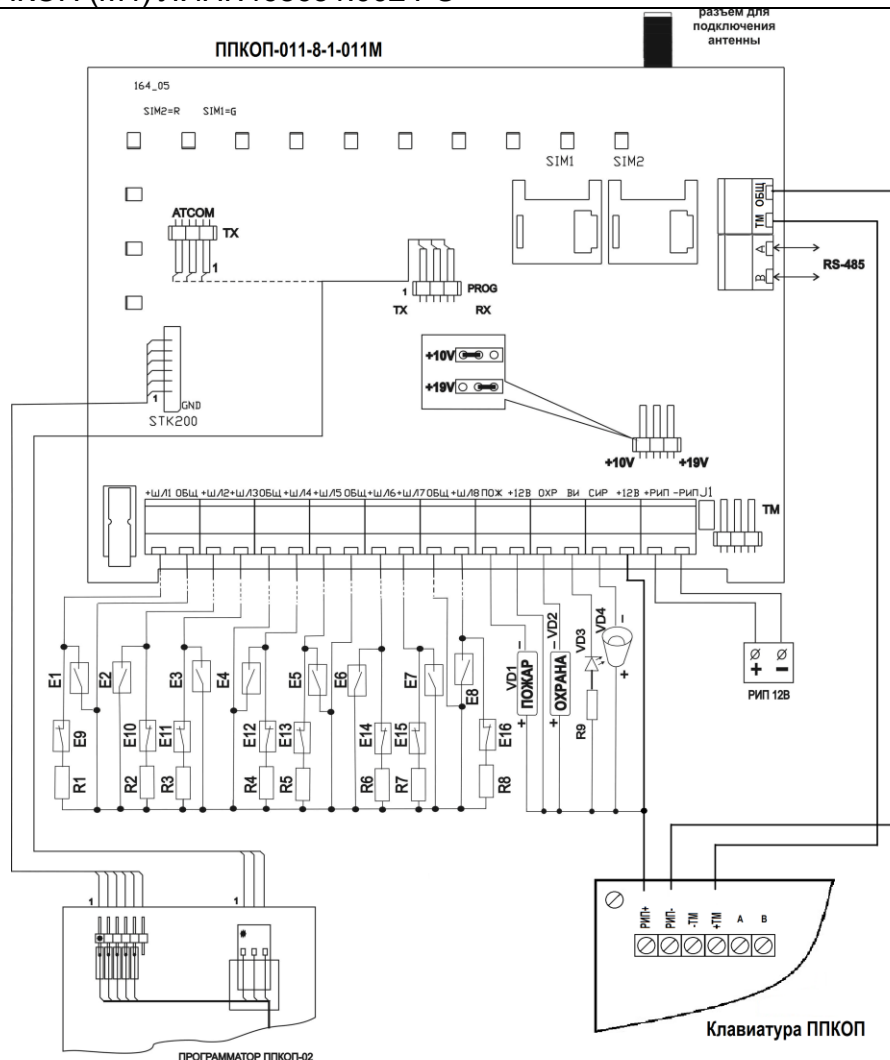 разъем для
подключения
антенны
ППКОП-011-8-1-011М
164_05
SIM2=R SIM1=G
SIM1 SIM2
ОБЩ
ТМ
A
B
RS-485
ATCOM
TX
1
1 PROG
TX RX
+10V
+19V
1
GND
STK200
+10V +19V
+ШЛ1 ОБЩ +ШЛ2 +ШЛ3 ОБЩ +ШЛ4 +ШЛ5 ОБЩ +ШЛ6 +ШЛ7 ОБЩ +ШЛ8 ПОЖ +12В ОХР ВИ СИР +12В +РИП -РИП J1
ТМ
E1 E2 E3 E4 E5 E6 E7 E8
VD1 ПОЖАР + −
VD2 ОХРАНА + −
VD3
VD4 − +
R9
+ −
РИП 12В
E9 E10 E11 E12 E13 E14 E15 E16
R1 R2 R3 R4 R5 R6 R7 R8
1 1
РИП+ РИП- -ТМ +ТМ A B
Клавиатура ППКОП
ПРОГРАММАТОР ППКОП-02